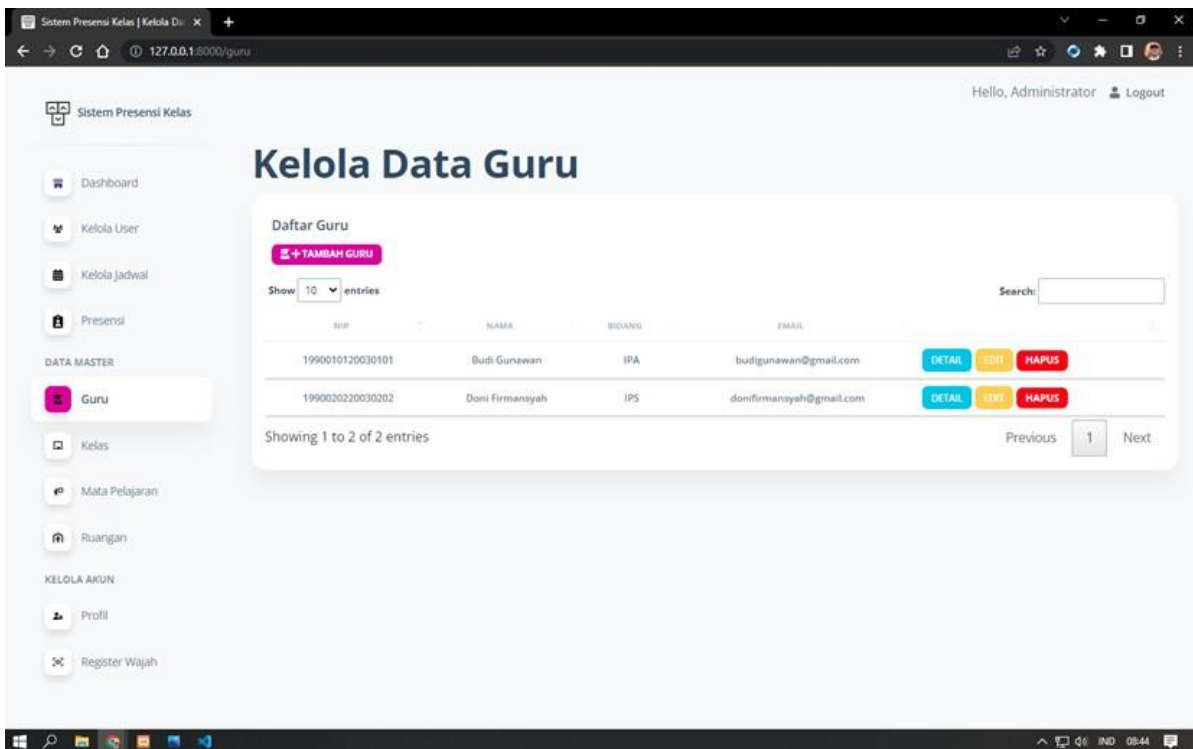 Sistem Presensi Kelas | Kelola Da
127.0.0.1:8000/guru
Hello, Administrator Logout
Sistem Presensi Kelas
Dashboard
Kelola User
Kelola Jadwal
Presensi
DATA MASTER
Guru
Kelas
Mata Pelajaran
Ruangan
KELOLA AKUN
Profil
Register Wajah
Kelola Data Guru
Daftar Guru
+ TAMBAH GURU
Show 10 entries Search:
NIP NAMA BIDANG EMAIL
1990010120030101 Budi Gunawan IPA budigunawan@gmail.com DETAIL EDIT HAPUS
1990020220030202 Doni Firmansyah IPS donifirmansyah@gmail.com DETAIL EDIT HAPUS
Showing 1 to 2 of 2 entries Previous 1 Next
IND 08:44